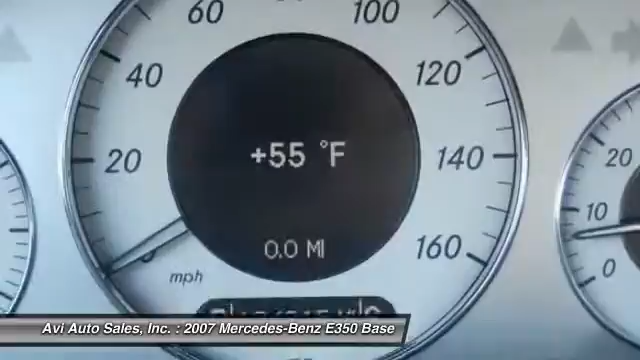 60 100
40 120
+55 °F
20 140
20
10
0.0 MI
160
0
mph
Avi Auto Sales, Inc. : 2007 Mercedes-Benz E350 Base